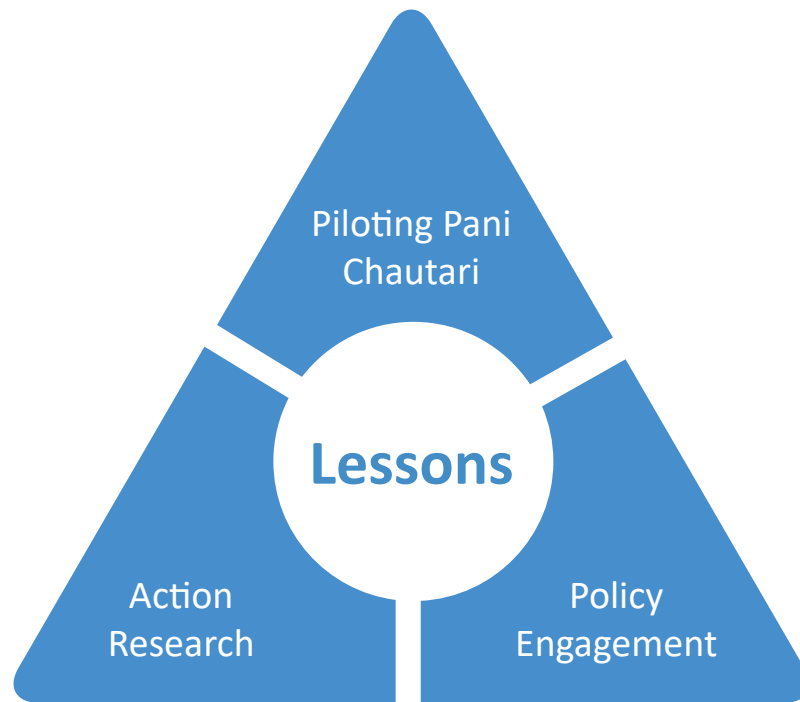 Piloting Pani
Chautari
Lessons
Action
Research
Policy
Engagement